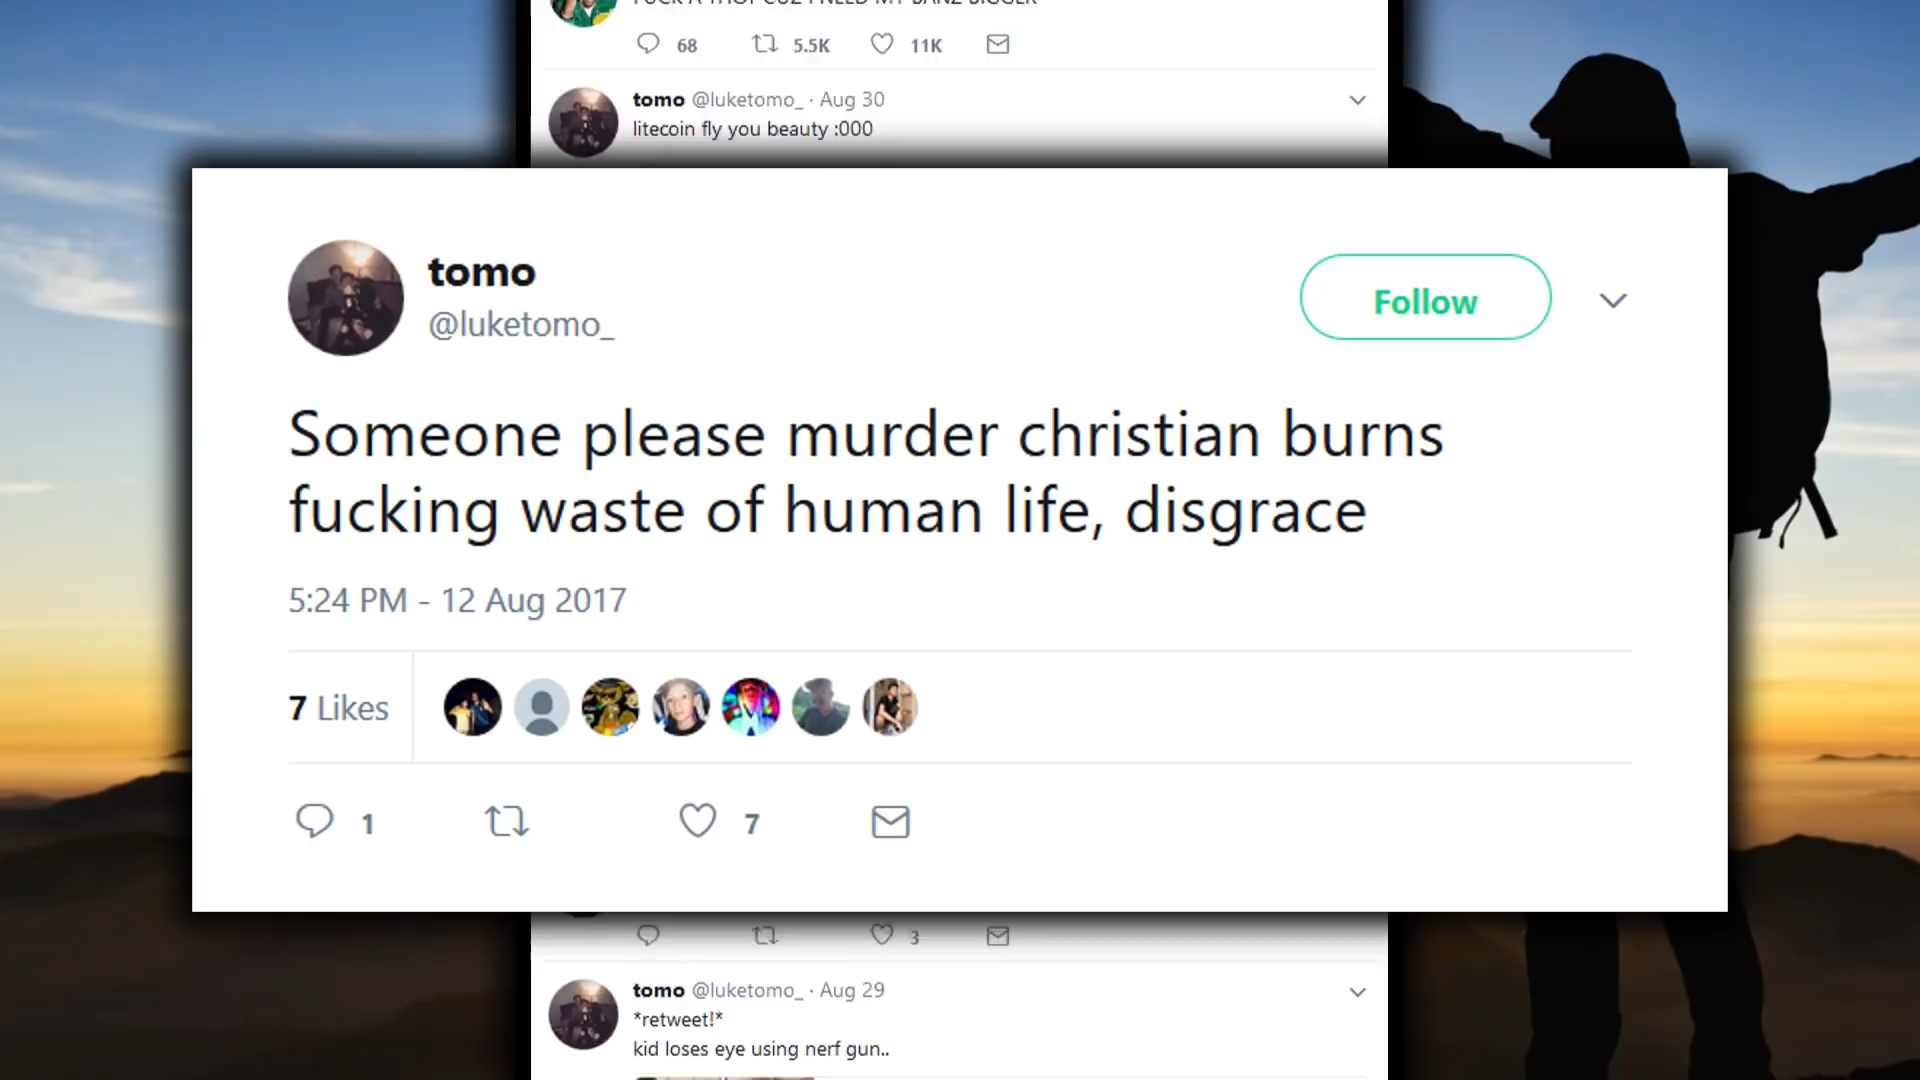 68 5.5K 11K
tomo @luketomo_ · Aug 30
litecoin fly you beauty :000
tomo
@luketomo_
Follow
Someone please murder christian burns
fucking waste of human life, disgrace
5:24 PM - 12 Aug 2017
7 Likes
1 7
3
tomo @luketomo_ · Aug 29
*retweet!*
kid loses eye using nerf gun..